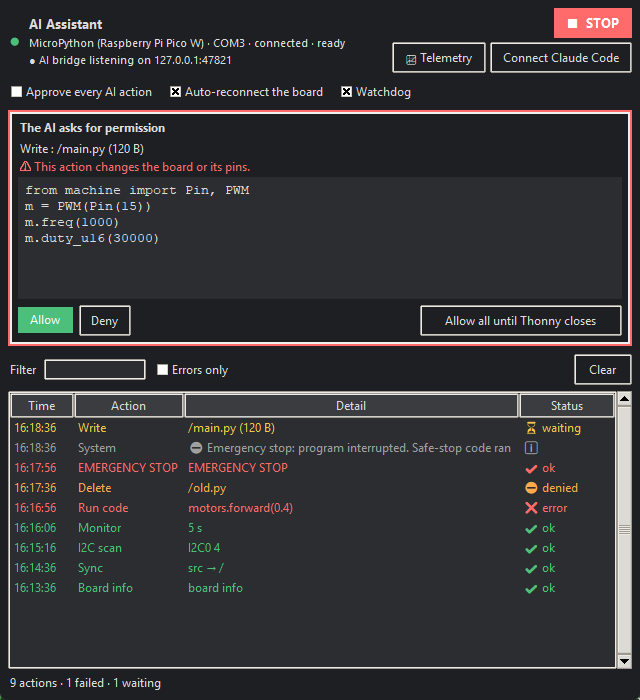 AI Assistant
STOP
MicroPython (Raspberry Pi Pico W) · COM3 · connected · ready
● AI bridge listening on 127.0.0.1:47821
Telemetry
Connect Claude Code
Approve every AI action
Auto-reconnect the board
Watchdog
The AI asks for permission
Write : /main.py (120 B)
⚠ This action changes the board or its pins.
from machine import Pin, PWM
m = PWM(Pin(15))
m.freq(1000)
m.duty_u16(30000)
Allow
Deny
Allow all until Thonny closes
Filter
Errors only
Clear
Time Action Detail Status
16:18:36 Write /main.py (120 B) waiting
16:18:36 System Emergency stop: program interrupted. Safe-stop code ran
16:17:56 EMERGENCY STOP EMERGENCY STOP ok
16:17:36 Delete /old.py denied
16:16:56 Run code motors.forward(0.4) error
16:16:06 Monitor 5 s ok
16:15:16 I2C scan I2C0 4 ok
16:14:36 Sync src → / ok
16:13:36 Board info board info ok
9 actions · 1 failed · 1 waiting